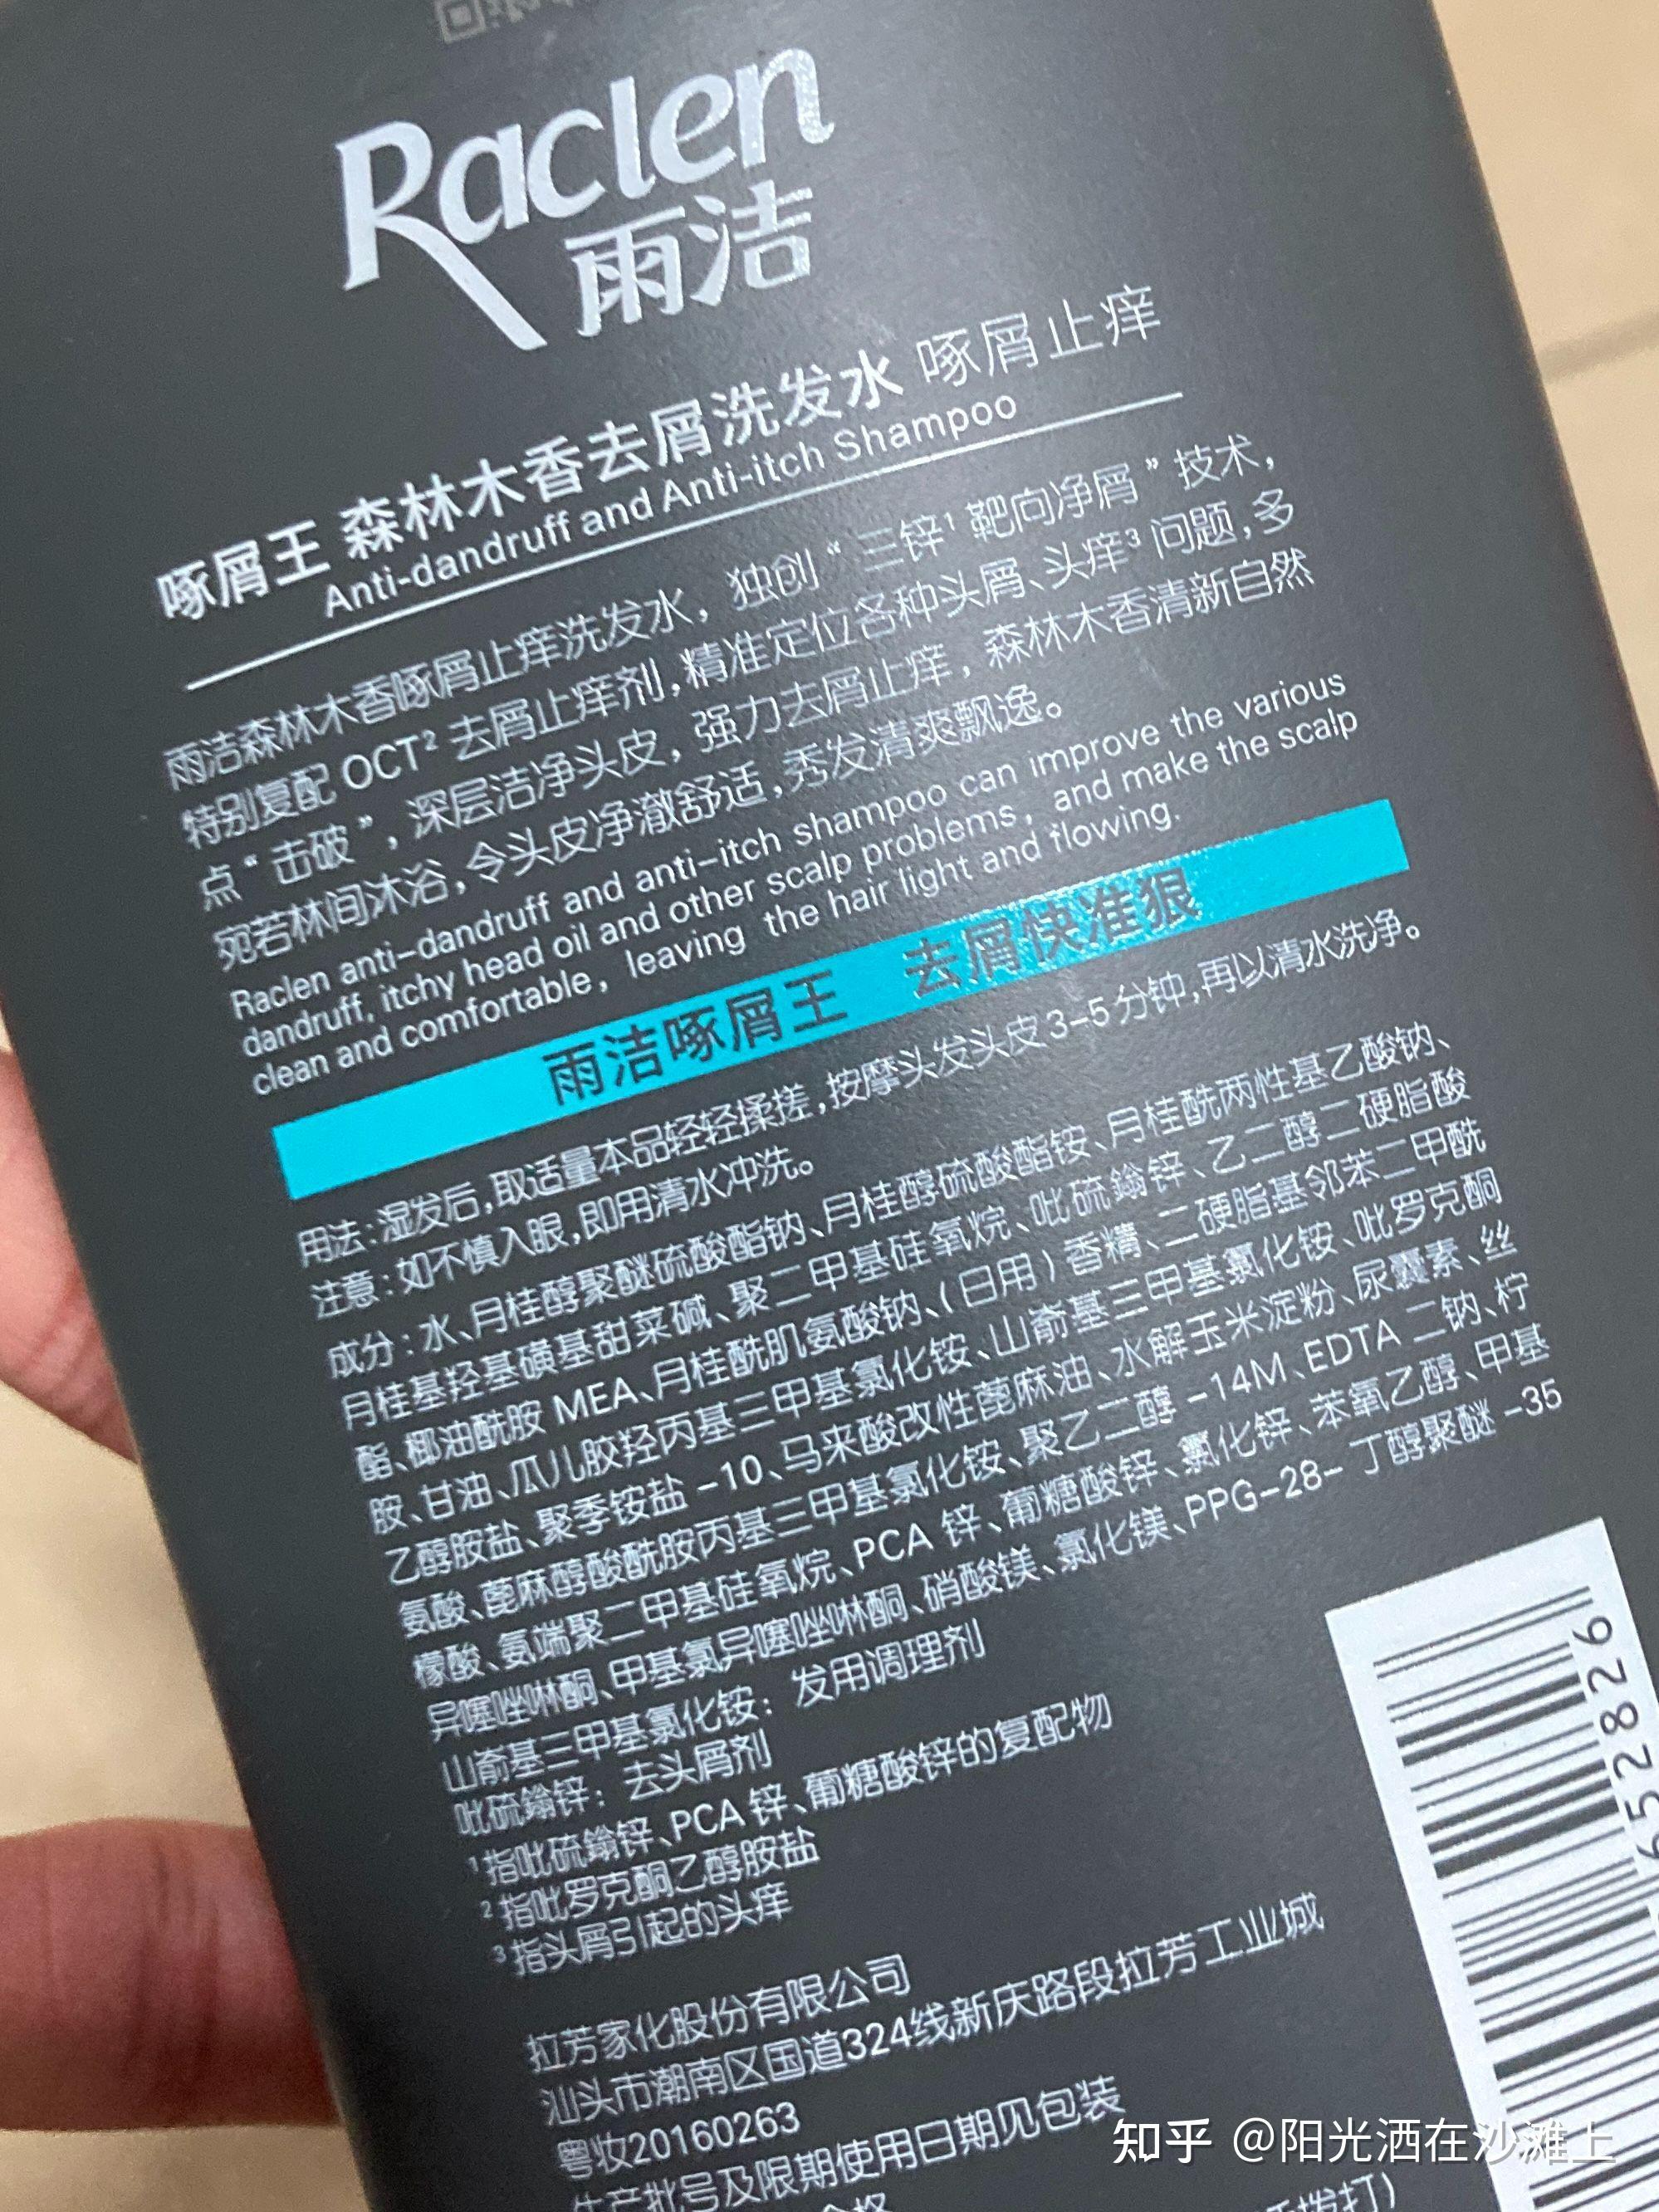 Raclen
雨洁
啄屑王 森林木香去屑洗发水 啄屑止痒
Anti-dandruff and Anti-itch Shampoo
雨洁森林木香啄屑止痒洗发水，独创“三锌¹靶向净屑”技术，
特别复配 OCT² 去屑止痒剂，精准定位各种头屑、头痒³ 问题，多
点“击破”，深层洁净头皮，强力去屑止痒，森林木香清新自然
宛若林间沐浴，令头皮净澈舒适，秀发清爽飘逸。
Raclen anti-dandruff and anti-itch shampoo can improve the various
dandruff, itchy head oil and other scalp problems, and make the scalp
clean and comfortable, leaving the hair light and flowing.
雨洁啄屑王 去屑快准狠
用法：湿发后，取适量本品轻轻揉搓，按摩头发头皮3-5分钟，再以清水洗净。
注意：如不慎入眼，即用清水冲洗。
成分：水、月桂醇聚醚硫酸酯钠、月桂醇硫酸酯铵、月桂酰两性基乙酸钠、
月桂基羟基磺基甜菜碱、聚二甲基硅氧烷、吡硫鎓锌、乙二醇二硬脂酸
酯、椰油酰胺 MEA、月桂酰肌氨酸钠、（日用）香精、二硬脂基邻苯二甲酰
胺、甘油、瓜儿胶羟丙基三甲基氯化铵、山嵛基三甲基氯化铵、吡罗克酮
乙醇胺盐、聚季铵盐 -10、马来酸改性蓖麻油、水解玉米淀粉、尿囊素、丝
氨酸、蓖麻醇酸酰胺丙基三甲基氯化铵、聚乙二醇 -14M、EDTA 二钠、柠
檬酸、氨端聚二甲基硅氧烷、PCA 锌、葡糖酸锌、氯化锌、苯氧乙醇、甲基
异噻唑啉酮、甲基氯异噻唑啉酮、硝酸镁、氯化镁、PPG-28- 丁醇聚醚 -35
山嵛基三甲基氯化铵：发用调理剂
吡硫鎓锌：去头屑剂
¹ 指吡硫鎓锌、PCA 锌、葡糖酸锌的复配物
² 指吡罗克酮乙醇胺盐
³ 指头屑引起的头痒
拉芳家化股份有限公司
汕头市潮南区国道324线新庆路段拉芳工业城
粤妆20160263
生产批号及限期使用日期见包装
652826
知乎 @阳光洒在沙滩上